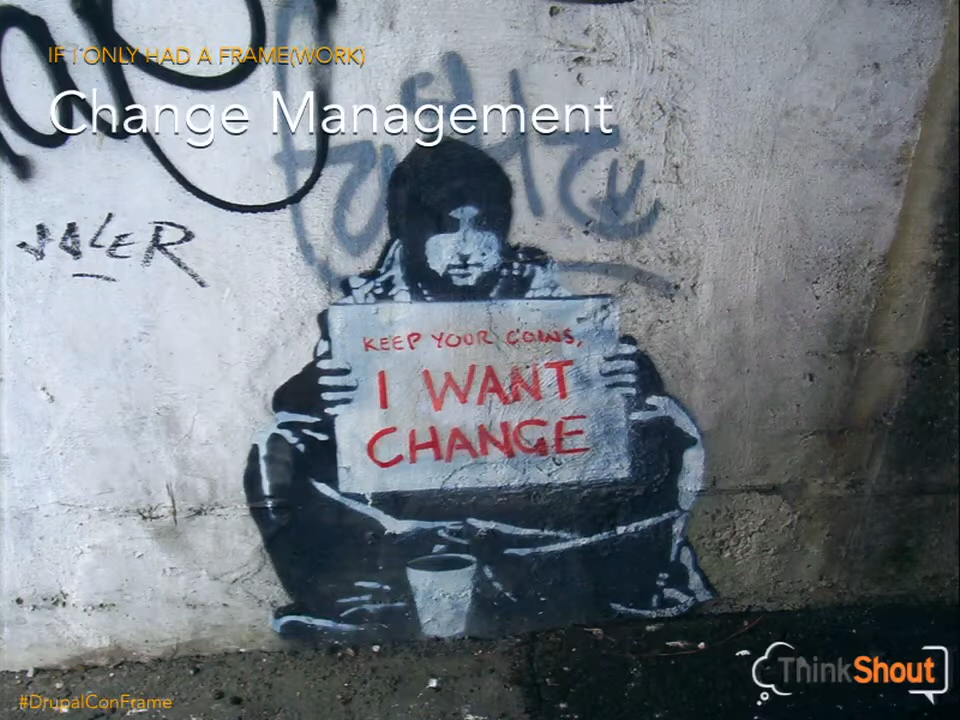 IF I ONLY HAD A FRAME(WORK)
Change Management
KEEP YOUR COINS,
I WANT
CHANGE
ThinkShout
#DrupalConFrame